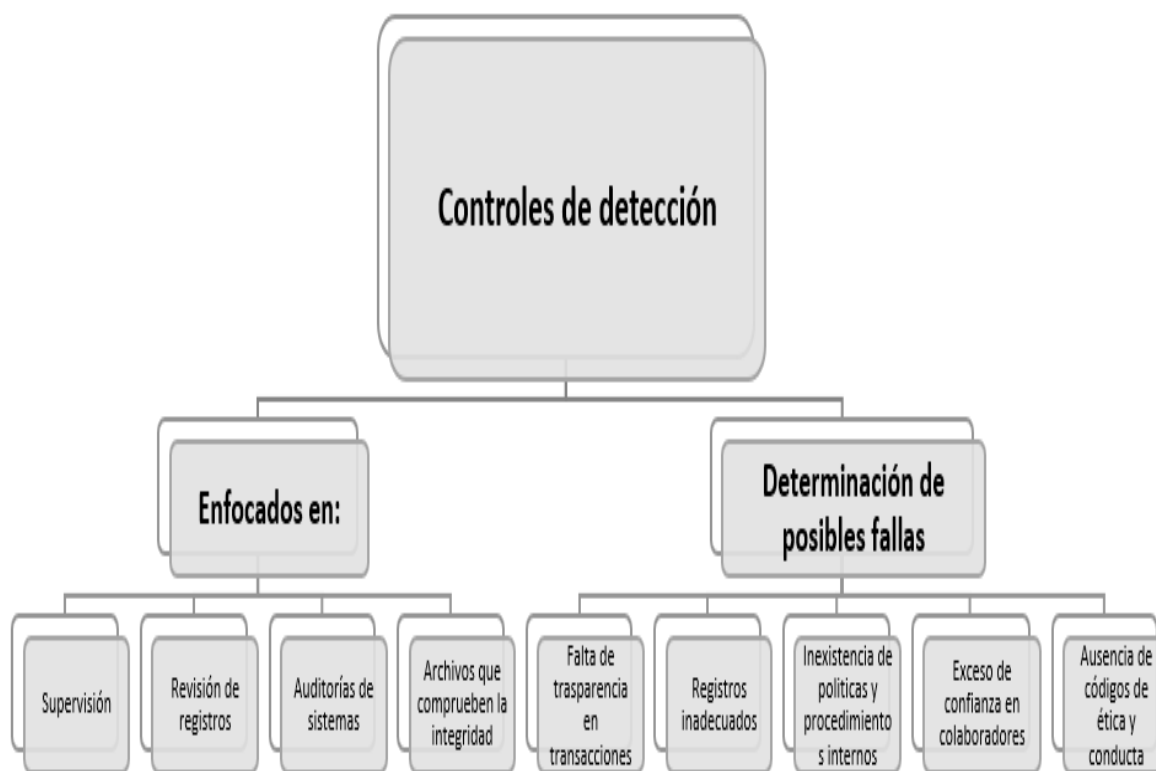 Controles de detección
Enfocados en:
Determinación de
posibles fallas
Supervisión
Revisión de
registros
Auditorías de
sistemas
Archivos que
comprueben la
integridad
Falta de
trasparencia
en
transacciones
Registros
inadecuados
Inexistencia de
politicas y
procedimiento
s internos
Exceso de
confianza en
colaboradores
Ausencia de
códigos de
ética y
conducta